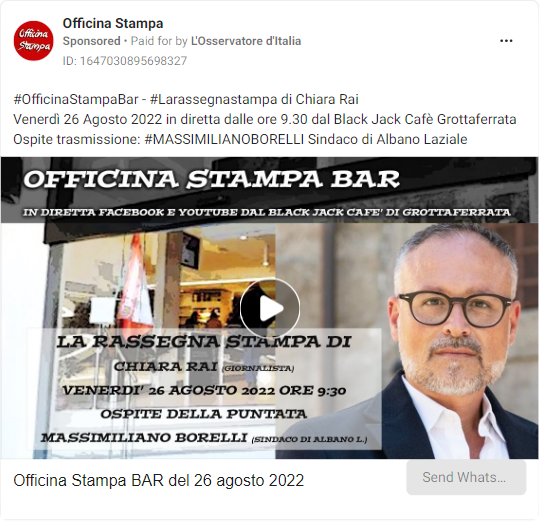 Officina
Stampa
Officina Stampa
Sponsored • Paid for by L'Osservatore d'Italia
ID: 1647030895698327
#OfficinaStampaBar - #Larassegnastampa di Chiara Rai
Venerdì 26 Agosto 2022 in diretta dalle ore 9.30 dal Black Jack Cafè Grottaferrata
Ospite trasmissione: #MASSIMILIANOBORELLI Sindaco di Albano Laziale
OFFICINA STAMPA BAR
IN DIRETTA FACEBOOK E YOUTUBE DAL BLACK JACK CAFE' DI GROTTAFERRATA
LA RASSEGNA STAMPA DI
CHIARA RAI (GIORNALISTA)
VENERDI' 26 AGOSTO 2022 ORE 9:30
OSPITE DELLA PUNTATA
MASSIMILIANO BORELLI (SINDACO DI ALBANO L.)
Officina Stampa BAR del 26 agosto 2022
Send Whats...